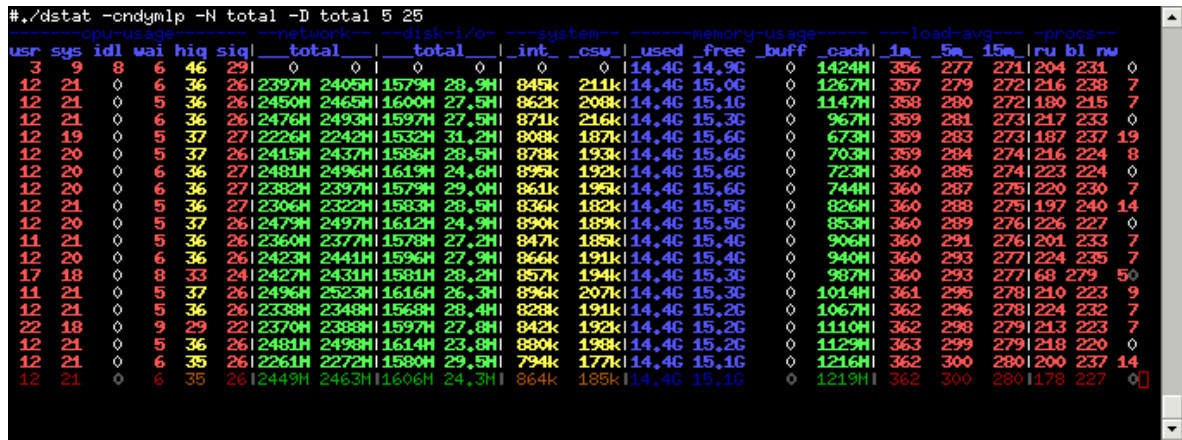 #./dstat -cndymlp -N total -D total 5 25
-------cpu-usage------- --network-- --disk-i/o- ---system-- ------memory-usage----- ---load-avg--- --procs--
usr sys idl wai hiq siq|___total___|___total___|_int_ _csw_|_used _free _buff _cach|_1m_ _5m_ 15m_|ru bl nw
3 9 8 6 46 29| 0 0 | 0 0 | 0 0 |14.4G 14.9G 0 1424M| 356 277 271|204 231 0
12 21 0 6 36 26|2397M 2405M|1579M 28.9M| 845k 211k|14.4G 15.0G 0 1267M| 357 279 272|216 238 7
12 21 0 5 36 26|2450M 2465M|1600M 27.5M| 862k 208k|14.4G 15.1G 0 1147M| 358 280 272|180 215 7
12 21 0 6 36 26|2476M 2493M|1597M 27.5M| 871k 216k|14.4G 15.3G 0 967M| 359 281 273|217 233 0
12 19 0 5 37 27|2226M 2242M|1532M 31.2M| 808k 187k|14.4G 15.6G 0 673M| 359 283 273|187 237 19
12 20 0 5 37 26|2415M 2437M|1586M 28.5M| 878k 193k|14.4G 15.6G 0 703M| 359 284 274|216 224 8
12 20 0 5 36 26|2481M 2496M|1619M 24.6M| 895k 192k|14.4G 15.6G 0 723M| 360 285 274|223 224 0
12 20 0 6 36 27|2382M 2397M|1579M 29.0M| 861k 195k|14.4G 15.6G 0 744M| 360 287 275|220 230 7
12 21 0 5 36 27|2306M 2322M|1583M 28.5M| 836k 182k|14.4G 15.5G 0 826M| 360 288 275|197 240 14
12 20 0 5 37 26|2479M 2497M|1612M 24.9M| 890k 189k|14.4G 15.5G 0 853M| 360 289 276|226 227 0
11 21 0 5 36 26|2360M 2377M|1578M 27.2M| 847k 185k|14.4G 15.4G 0 906M| 360 291 276|201 233 7
12 20 0 6 36 26|2423M 2441M|1596M 27.9M| 866k 191k|14.4G 15.4G 0 940M| 360 293 277|224 235 7
17 18 0 8 33 24|2427M 2431M|1581M 28.2M| 857k 194k|14.4G 15.3G 0 987M| 360 293 277|68 279 50
11 21 0 5 37 26|2496M 2523M|1616M 26.3M| 896k 207k|14.4G 15.3G 0 1014M| 361 295 278|210 223 9
12 21 0 5 36 26|2338M 2348M|1568M 28.4M| 828k 191k|14.4G 15.2G 0 1067M| 362 296 278|224 232 7
22 18 0 9 29 22|2370M 2388M|1597M 27.8M| 842k 192k|14.4G 15.2G 0 1110M| 362 298 279|213 223 7
12 21 0 5 36 26|2481M 2498M|1614M 23.8M| 880k 198k|14.4G 15.2G 0 1129M| 363 299 279|218 220 0
12 21 0 6 35 26|2261M 2272M|1580M 29.5M| 794k 177k|14.4G 15.1G 0 1216M| 362 300 280|200 237 14
12 21 0 6 35 26|2449M 2463M|1606M 24.3M| 864k 185k|14.4G 15.1G 0 1219M| 362 300 280|178 227 0